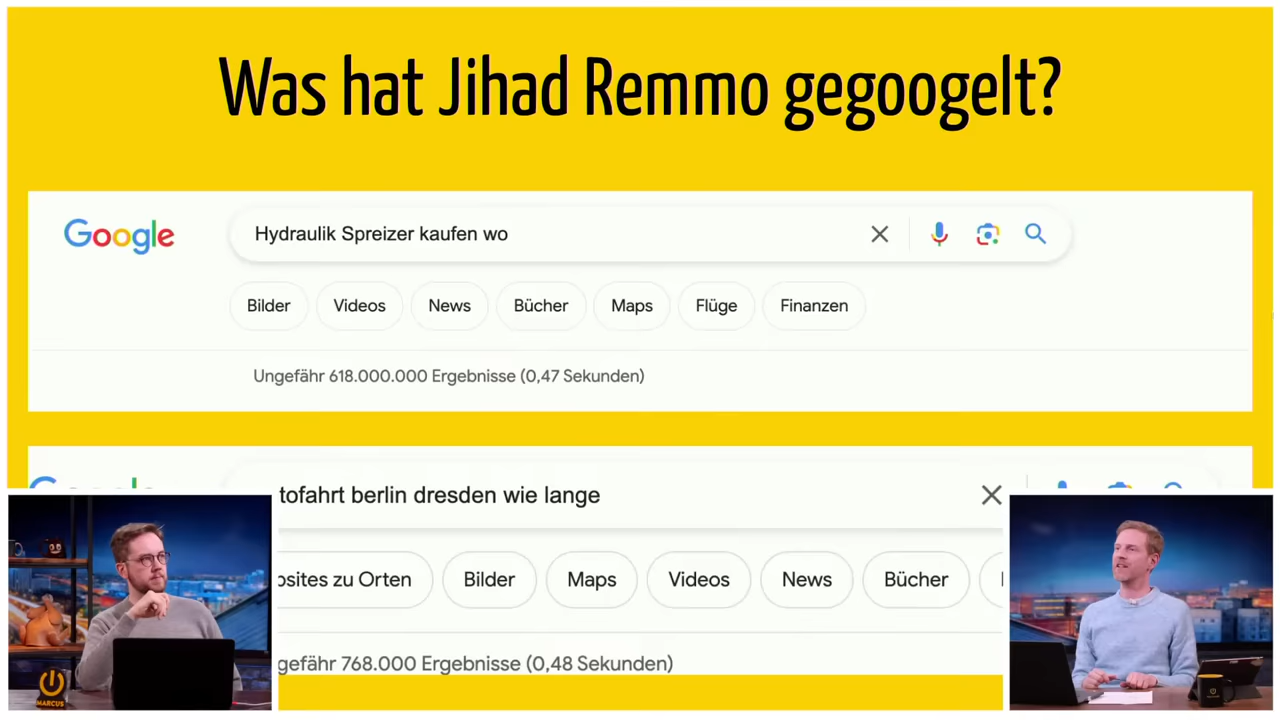 Was hat Jihad Remmo gegoogelt?
Google
Hydraulik Spreizer kaufen wo
Bilder
Videos
News
Bücher
Maps
Flüge
Finanzen
Ungefähr 618.000.000 Ergebnisse (0,47 Sekunden)
tofahrt berlin dresden wie lange
osites zu Orten
Bilder
Maps
Videos
News
Bücher
gefähr 768.000 Ergebnisse (0,48 Sekunden)
MARCUS